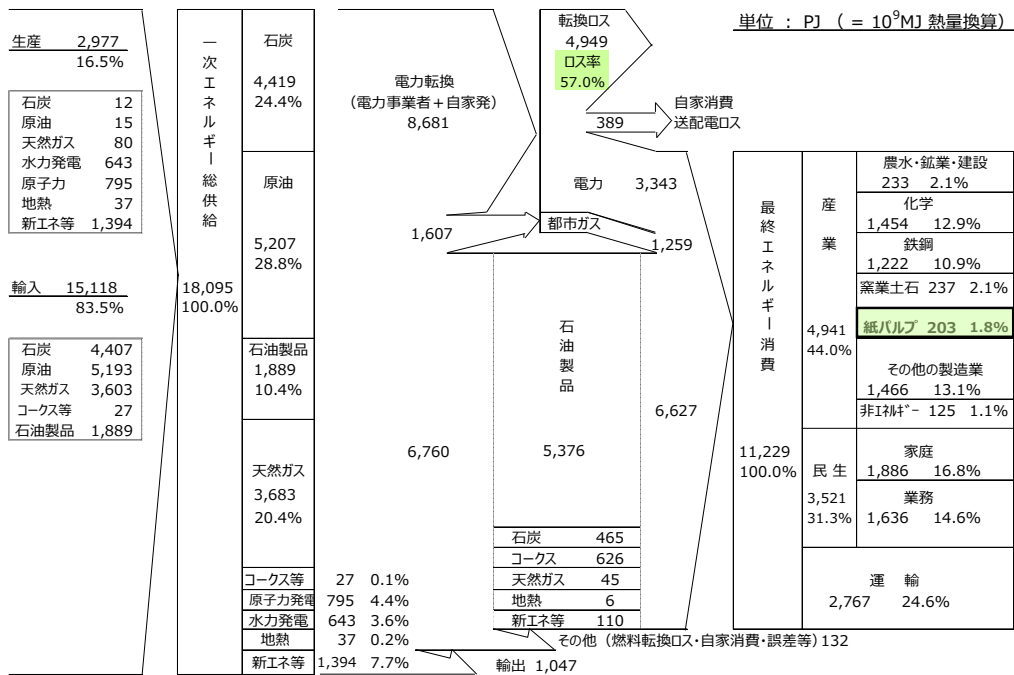 単位 : PJ （ = 10⁹MJ 熱量換算）
生産 2,977
16.5%
石炭 12
原油 15
天然ガス 80
水力発電 643
原子力 795
地熱 37
新エネ等 1,394
輸入 15,118
83.5%
石炭 4,407
原油 5,193
天然ガス 3,603
コークス等 27
石油製品 1,889
一次エネルギー総供給
18,095
100.0%
石炭
4,419
24.4%
原油
5,207
28.8%
石油製品
1,889
10.4%
天然ガス
3,683
20.4%
コークス等 27 0.1%
原子力発電 795 4.4%
水力発電 643 3.6%
地熱 37 0.2%
新エネ等 1,394 7.7%
電力転換
（電力事業者＋自家発）
8,681
1,607
6,760
転換ロス
4,949
ロス率
57.0%
自家消費
389 送配電ロス
電力 3,343
都市ガス
1,259
石油製品
5,376
6,627
石炭 465
コークス 626
天然ガス 45
地熱 6
新エネ等 110
その他（燃料転換ロス・自家消費・誤差等）132
輸出 1,047
最終エネルギー消費
11,229
100.0%
産業
4,941
44.0%
農水・鉱業・建設
233 2.1%
化学
1,454 12.9%
鉄鋼
1,222 10.9%
窯業土石 237 2.1%
紙パルプ 203 1.8%
その他の製造業
1,466 13.1%
非エネルギー 125 1.1%
民生
3,521
31.3%
家庭
1,886 16.8%
業務
1,636 14.6%
運輸
2,767 24.6%